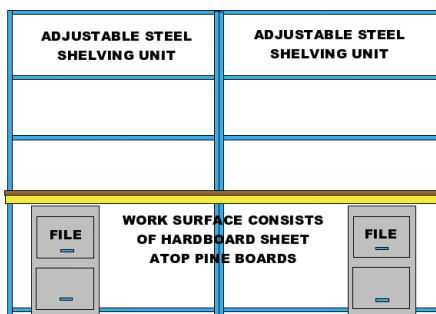 ADJUSTABLE STEEL
SHELVING UNIT
ADJUSTABLE STEEL
SHELVING UNIT
FILE
WORK SURFACE CONSISTS
OF HARDBOARD SHEET
ATOP PINE BOARDS
FILE